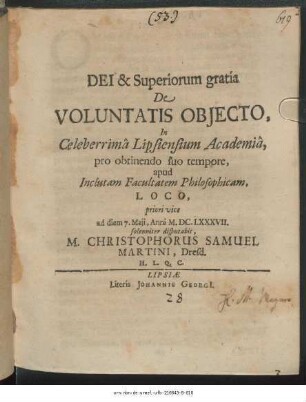 (53)
DEI & Superiorum gratia
De
VOLUNTATIS OBJECTO,
In
Celeberrimâ Lipsiensium Academiâ,
pro obtinendo suo tempore,
apud
Inclutam Facultatem Philosophicam,
LOCO,
priori vice
ad diem 7. Maji, Anni M. DC. LXXXVII.
solenniter disputabit,
M. CHRISTOPHORUS SAMUEL
MARTINI, Dresd.
H. L. Q. C.
LIPSIÆ
Literis JOHANNIS GEORGI.
28